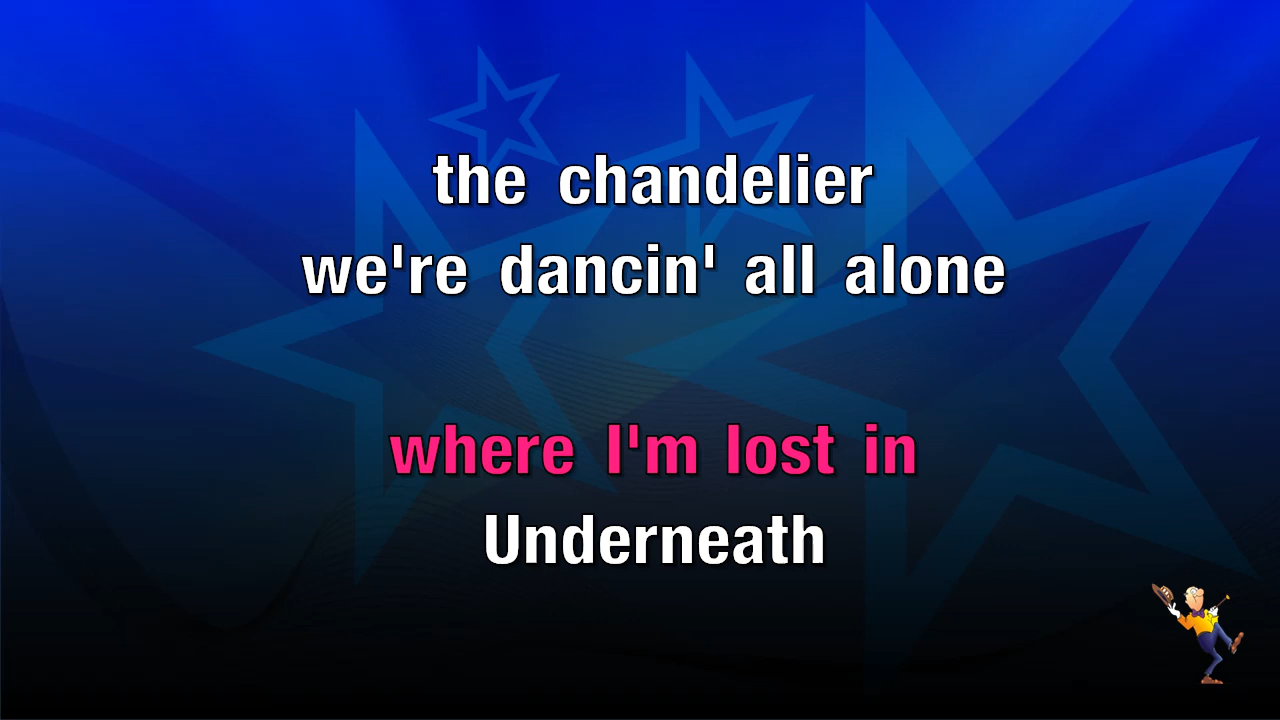 the chandelier
we're dancin' all alone
where I'm lost in
Underneath